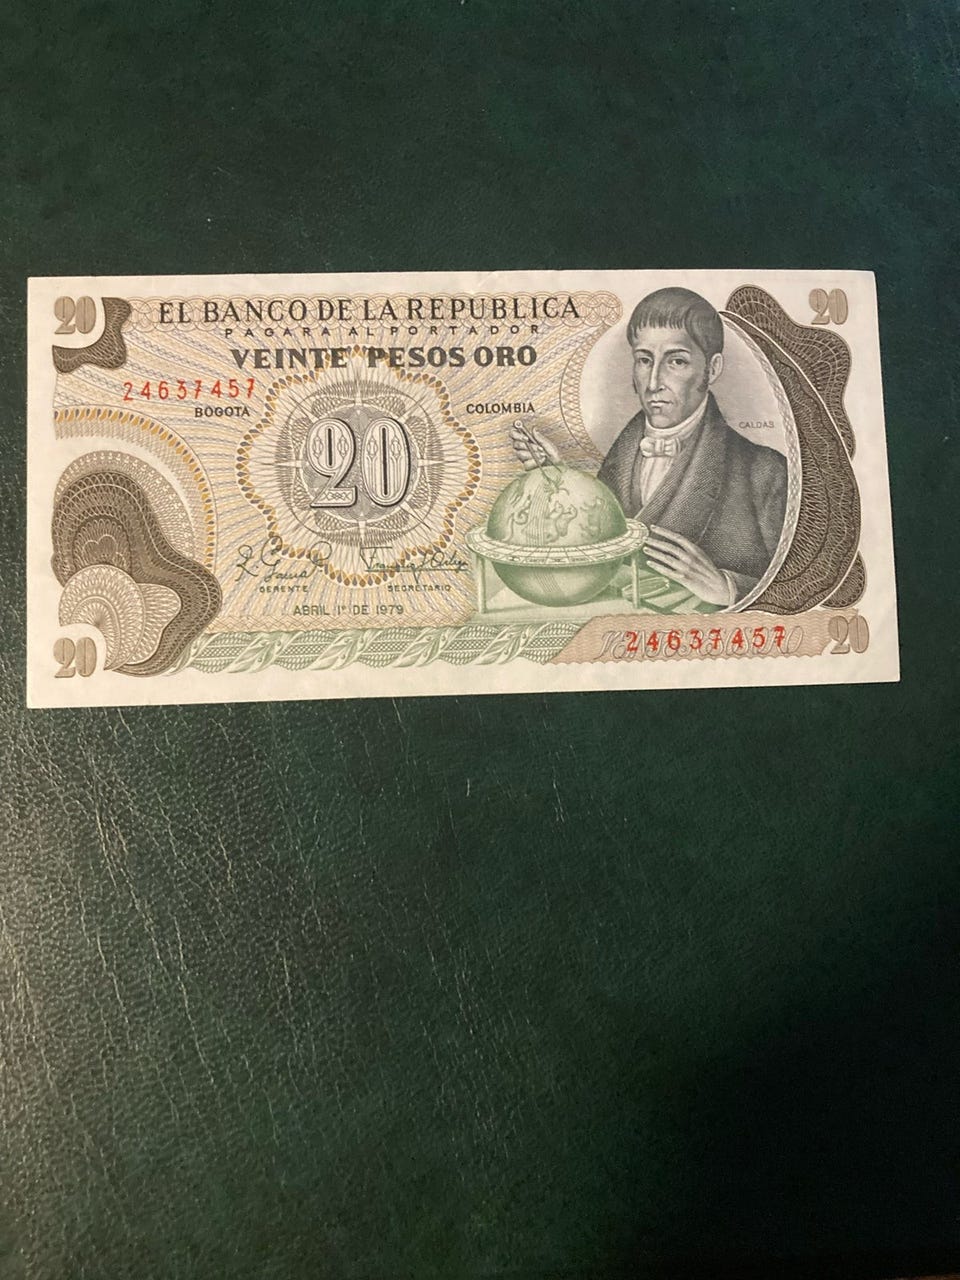 20 20
EL BANCO DE LA REPUBLICA
PAGARA AL PORTADOR
VEINTE PESOS ORO
24637457
BOGOTA COLOMBIA
CALDAS
20
GERENTE SECRETARIO
ABRIL 1º DE 1979
24637457
20 20